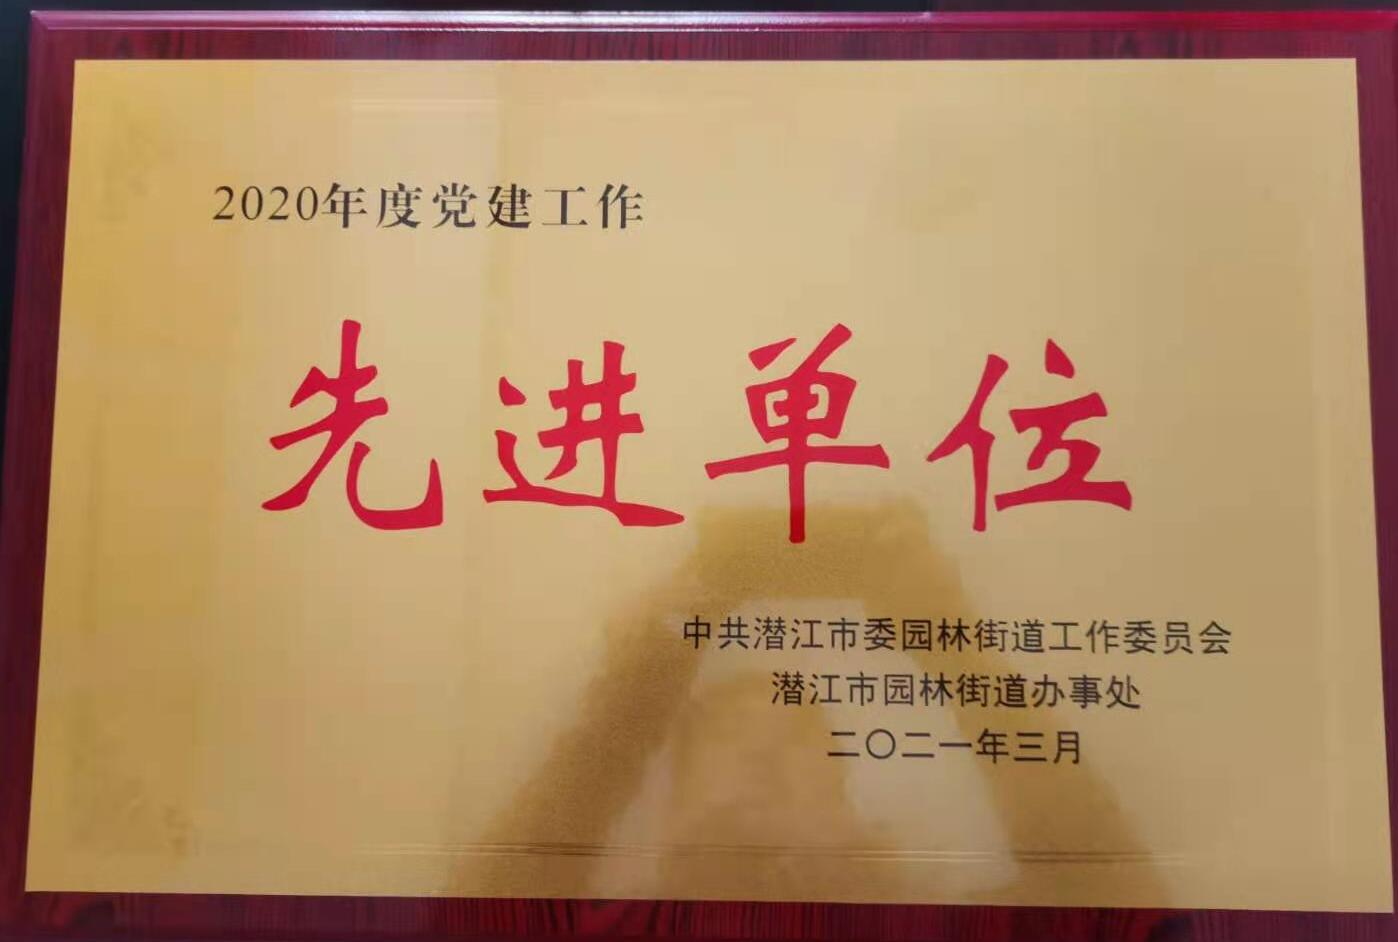 2020年度党建工作
先进单位
中共潜江市委园林街道工作委员会
潜江市园林街道办事处
二〇二一年三月